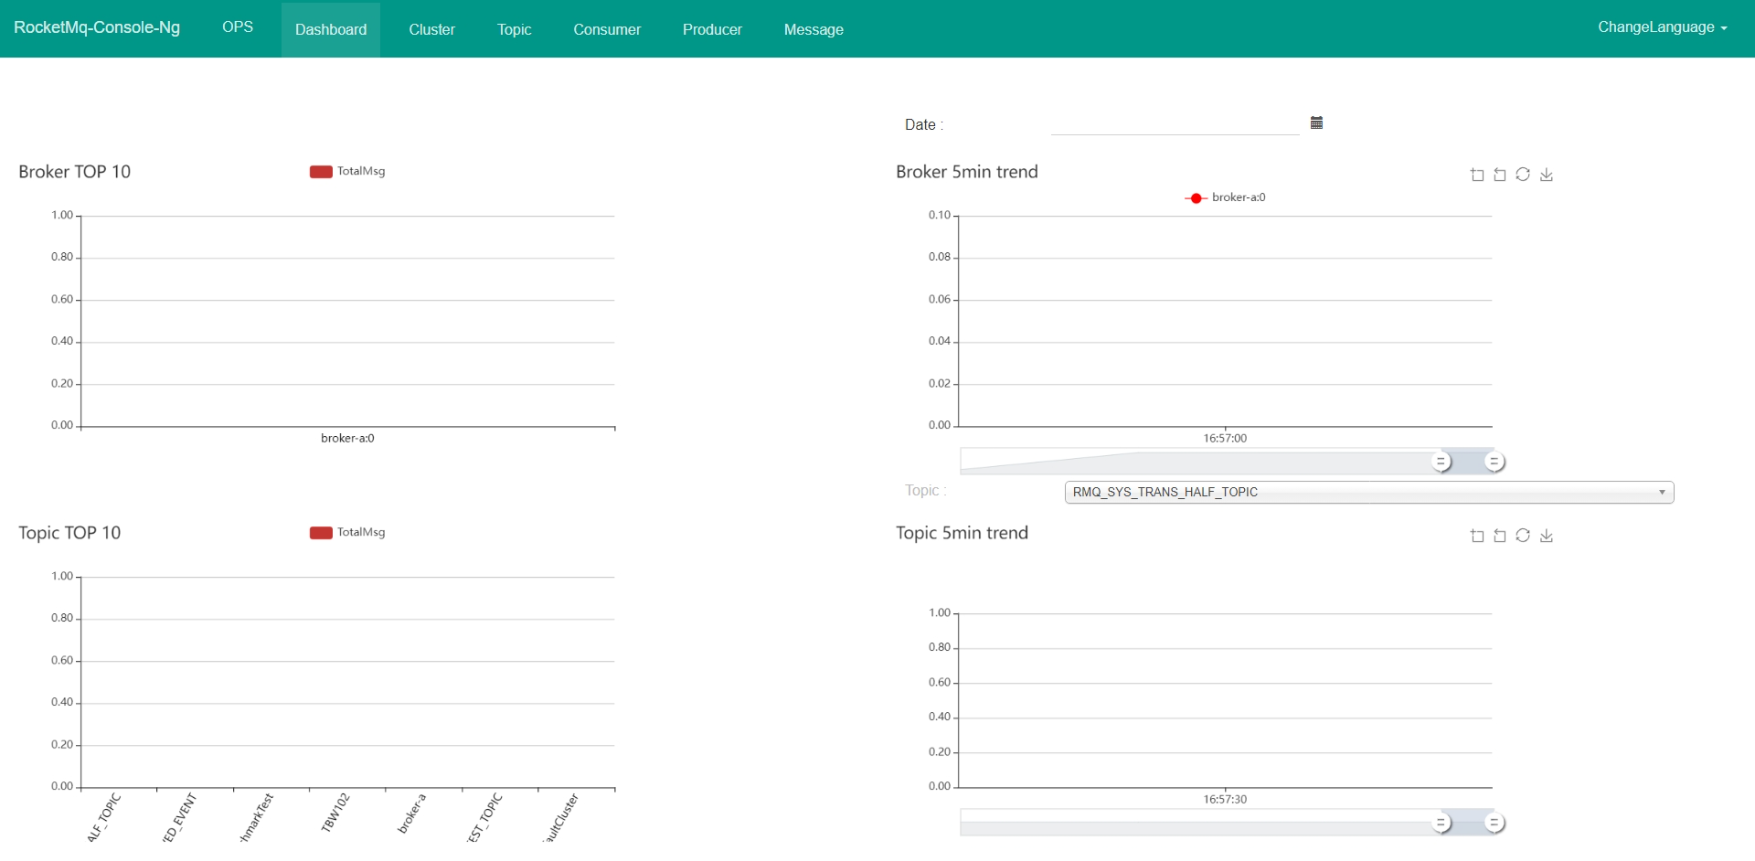 RocketMq-Console-Ng OPS Dashboard Cluster Topic Consumer Producer Message ChangeLanguage
Date :
Broker TOP 10
TotalMsg
1.00
0.80
0.60
0.40
0.20
0.00
broker-a:0
Broker 5min trend
broker-a:0
0.10
0.08
0.06
0.04
0.02
0.00
16:57:00
Topic :
RMQ_SYS_TRANS_HALF_TOPIC
Topic TOP 10
TotalMsg
1.00
0.80
0.60
0.40
0.20
0.00
ALF_TOPIC
VED_EVENT
hmarkTest
TBW102
broker-a
EST_TOPIC
aultCluster
Topic 5min trend
1.00
0.80
0.60
0.40
0.20
0.00
16:57:30